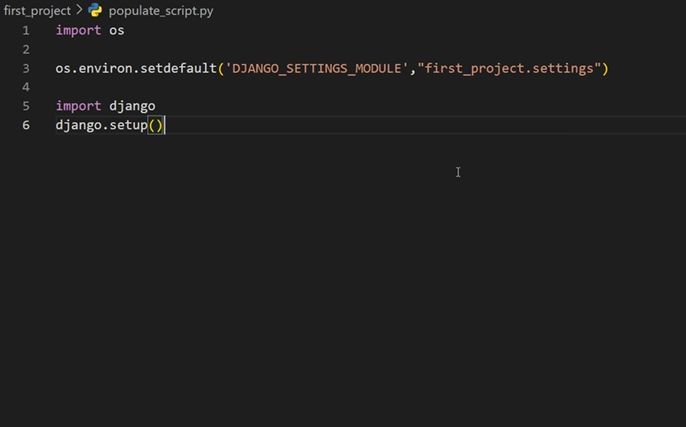 first_project > populate_script.py
1 import os
2
3 os.environ.setdefault('DJANGO_SETTINGS_MODULE',"first_project.settings")
4
5 import django
6 django.setup()